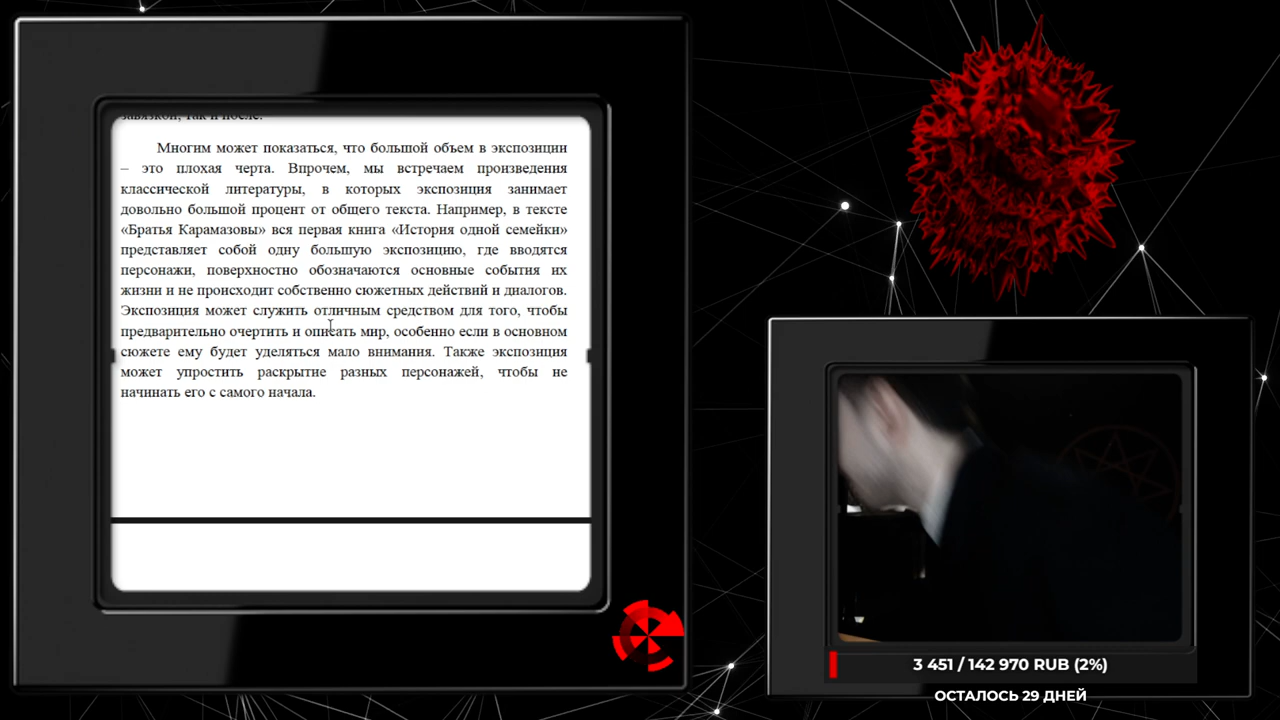 завязкой, так и после.
Многим может показаться, что большой объем в экспозиции
– это плохая черта. Впрочем, мы встречаем произведения
классической литературы, в которых экспозиция занимает
довольно большой процент от общего текста. Например, в тексте
«Братья Карамазовы» вся первая книга «История одной семейки»
представляет собой одну большую экспозицию, где вводятся
персонажи, поверхностно обозначаются основные события их
жизни и не происходит собственно сюжетных действий и диалогов.
Экспозиция может служить отличным средством для того, чтобы
предварительно очертить и описать мир, особенно если в основном
сюжете ему будет уделяться мало внимания. Также экспозиция
может упростить раскрытие разных персонажей, чтобы не
начинать его с самого начала.
3 451 / 142 970 RUB (2%)
ОСТАЛОСЬ 29 ДНЕЙ